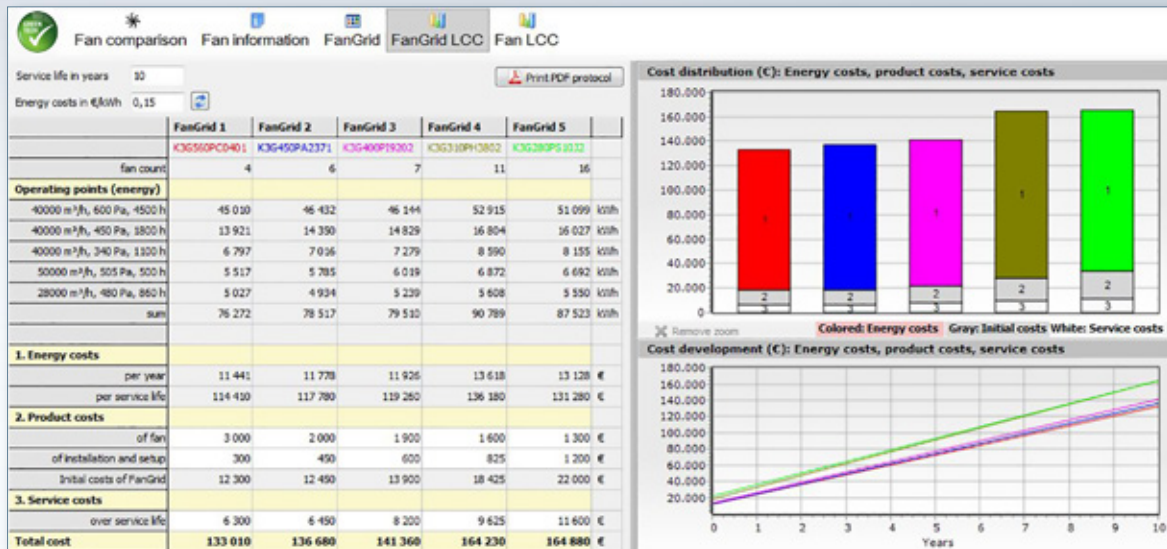 Fan comparison Fan information FanGrid FanGrid LCC Fan LCC
Service life in years 10
Print PDF protocol
Energy costs in €/kWh 0,15
FanGrid 1 FanGrid 2 FanGrid 3 FanGrid 4 FanGrid 5
K3G560PC0401 K3G450PA2371 K3G400PI9202 K3G310PH3802 K3G280PS1032
fan count 4 6 7 11 16
Operating points (energy)
40000 m³/h, 600 Pa, 4500 h 45 010 46 432 46 144 52 915 51 099 kWh
40000 m³/h, 450 Pa, 1800 h 13 921 14 350 14 829 16 804 16 027 kWh
40000 m³/h, 340 Pa, 1100 h 6 797 7 016 7 279 8 590 8 155 kWh
50000 m³/h, 505 Pa, 500 h 5 517 5 785 6 019 6 872 6 692 kWh
28000 m³/h, 480 Pa, 860 h 5 027 4 934 5 239 5 608 5 550 kWh
sum 76 272 78 517 79 510 90 789 87 523 kWh
1. Energy costs
per year 11 441 11 778 11 926 13 618 13 128 €
per service life 114 410 117 780 119 260 136 180 131 280 €
2. Product costs
of fan 3 000 2 000 1 900 1 600 1 300 €
of installation and setup 300 450 600 825 1 200 €
Initial costs of FanGrid 12 300 12 450 13 900 18 425 22 000 €
3. Service costs
over service life 6 300 6 450 8 200 9 625 11 600 €
Total cost 133 010 136 680 141 360 164 230 164 880 €
Cost distribution (€): Energy costs, product costs, service costs
180.000
160.000
140.000
120.000
100.000
80.000
60.000
40.000
20.000
0
1 1 1 1 1
2 2 2 2 2
3 3 3 3 3
Remove zoom
Colored: Energy costs Gray: Initial costs White: Service costs
Cost development (€): Energy costs, product costs, service costs
180.000
160.000
140.000
120.000
100.000
80.000
60.000
40.000
20.000
0 1 2 3 4 5 6 7 8 9 10
Years